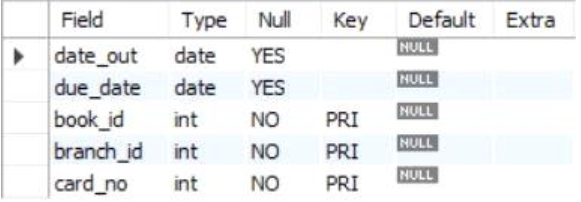 Field Type Null Key Default Extra
date_out date YES NULL
due_date date YES NULL
book_id int NO PRI NULL
branch_id int NO PRI NULL
card_no int NO PRI NULL